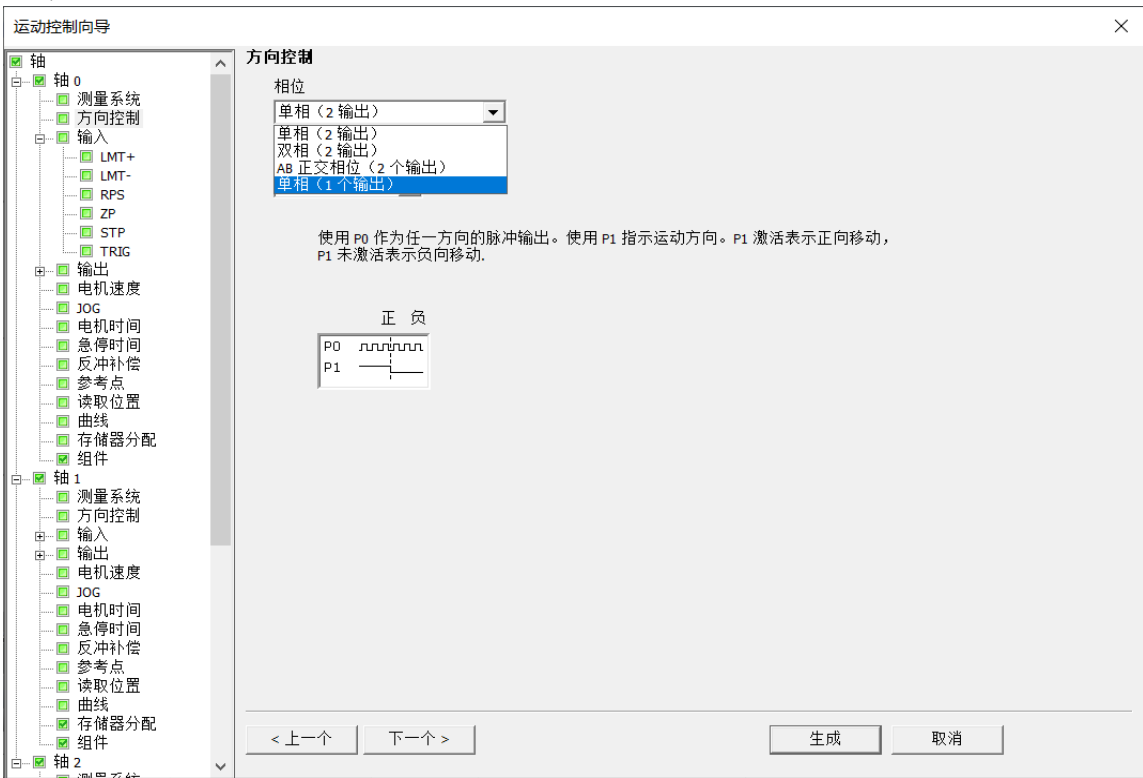 运动控制向导
轴
轴 0
测量系统
方向控制
输入
LMT+
LMT-
RPS
ZP
STP
TRIG
输出
电机速度
JOG
电机时间
急停时间
反冲补偿
参考点
读取位置
曲线
存储器分配
组件
轴 1
测量系统
方向控制
输入
输出
电机速度
JOG
电机时间
急停时间
反冲补偿
参考点
读取位置
曲线
存储器分配
组件
轴 2
测量系统
方向控制
相位
单相（2 输出）
单相（2 输出）
双相（2 输出）
AB 正交相位（2 个输出）
单相（1 个输出）
使用 P0 作为任一方向的脉冲输出。使用 P1 指示运动方向。P1 激活表示正向移动，
P1 未激活表示负向移动.
正 负
P0
P1
< 上一个 下一个 > 生成 取消